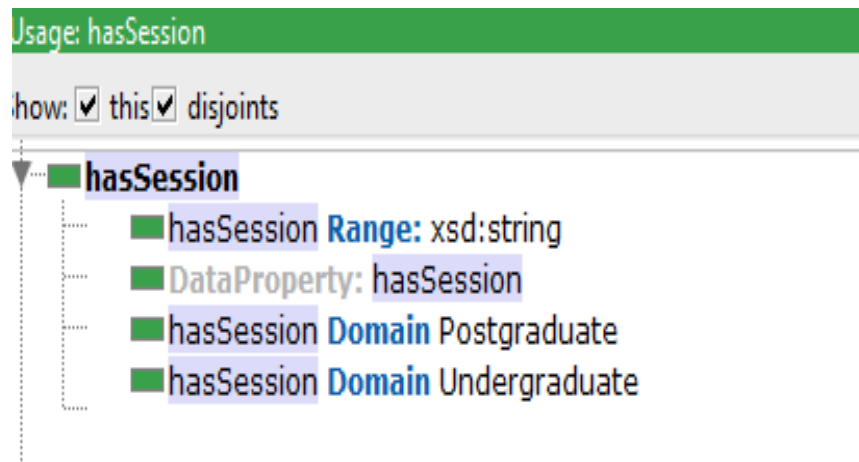 Usage: hasSession
Show: this disjoints
hasSession
hasSession Range: xsd:string
DataProperty: hasSession
hasSession Domain Postgraduate
hasSession Domain Undergraduate